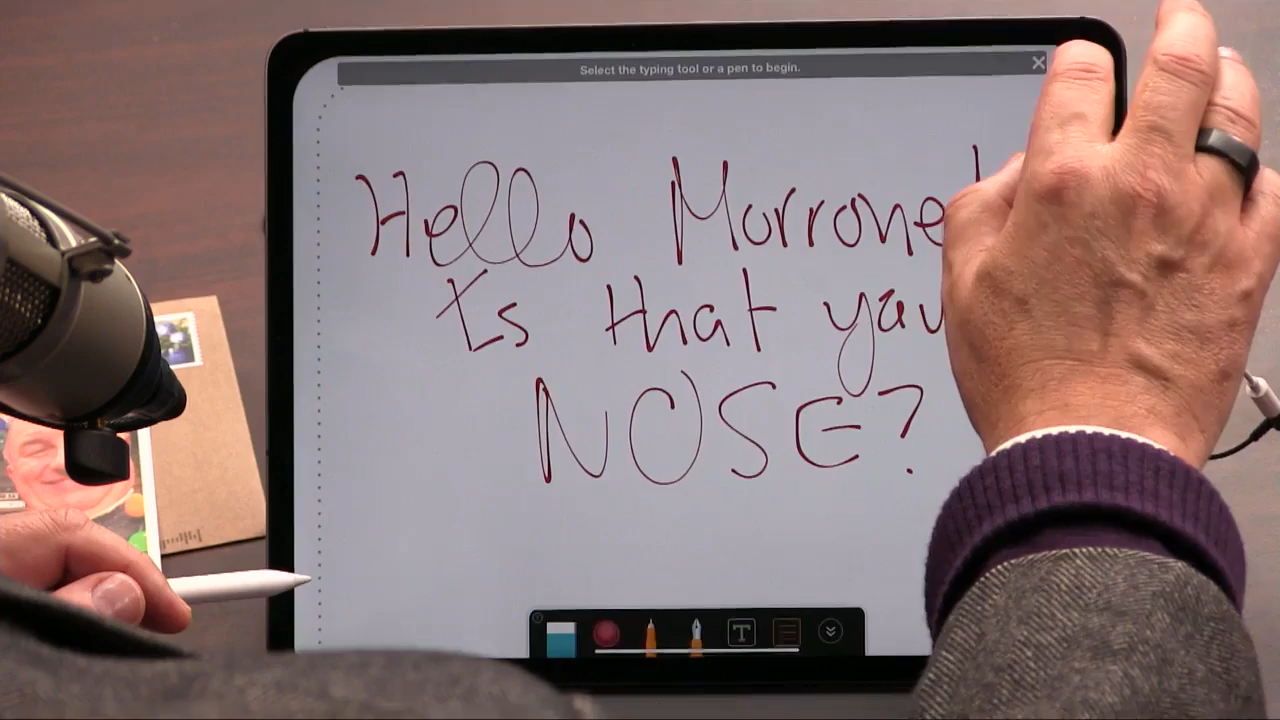 Select the typing tool or a pen to begin.
Hello Morrone!
Is that you
NOSE?
T